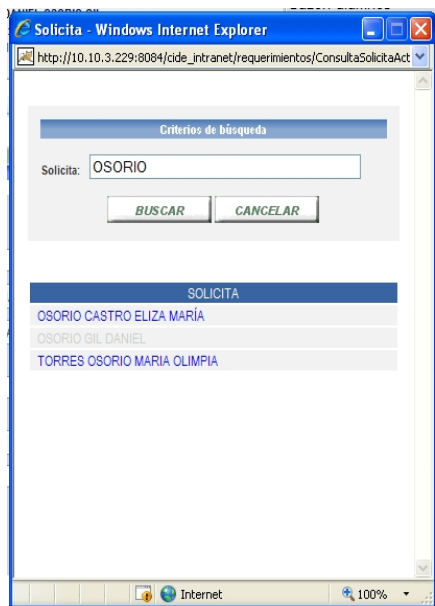 Solicita - Windows Internet Explorer
http://10.10.3.229:8084/cide_intranet/requerimientos/ConsultaSolicitaAct
Criterios de búsqueda
Solicita: OSORIO
BUSCAR CANCELAR
SOLICITA
OSORIO CASTRO ELIZA MARÍA
OSORIO GIL DANIEL
TORRES OSORIO MARIA OLIMPIA
Internet 100%